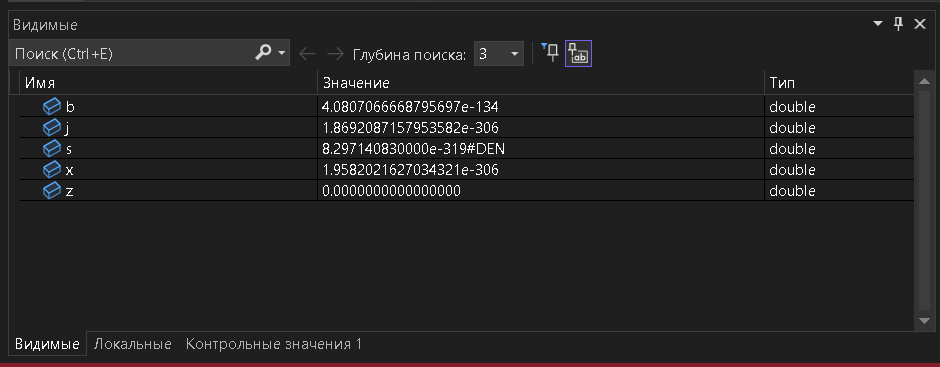 Видимые
Поиск (Ctrl+E) Глубина поиска: 3
Имя Значение Тип
b 4.0807066668795697e-134 double
j 1.8692087157953582e-306 double
s 8.297140830000e-319#DEN double
x 1.9582021627034321e-306 double
z 0.0000000000000000 double
Видимые Локальные Контрольные значения 1